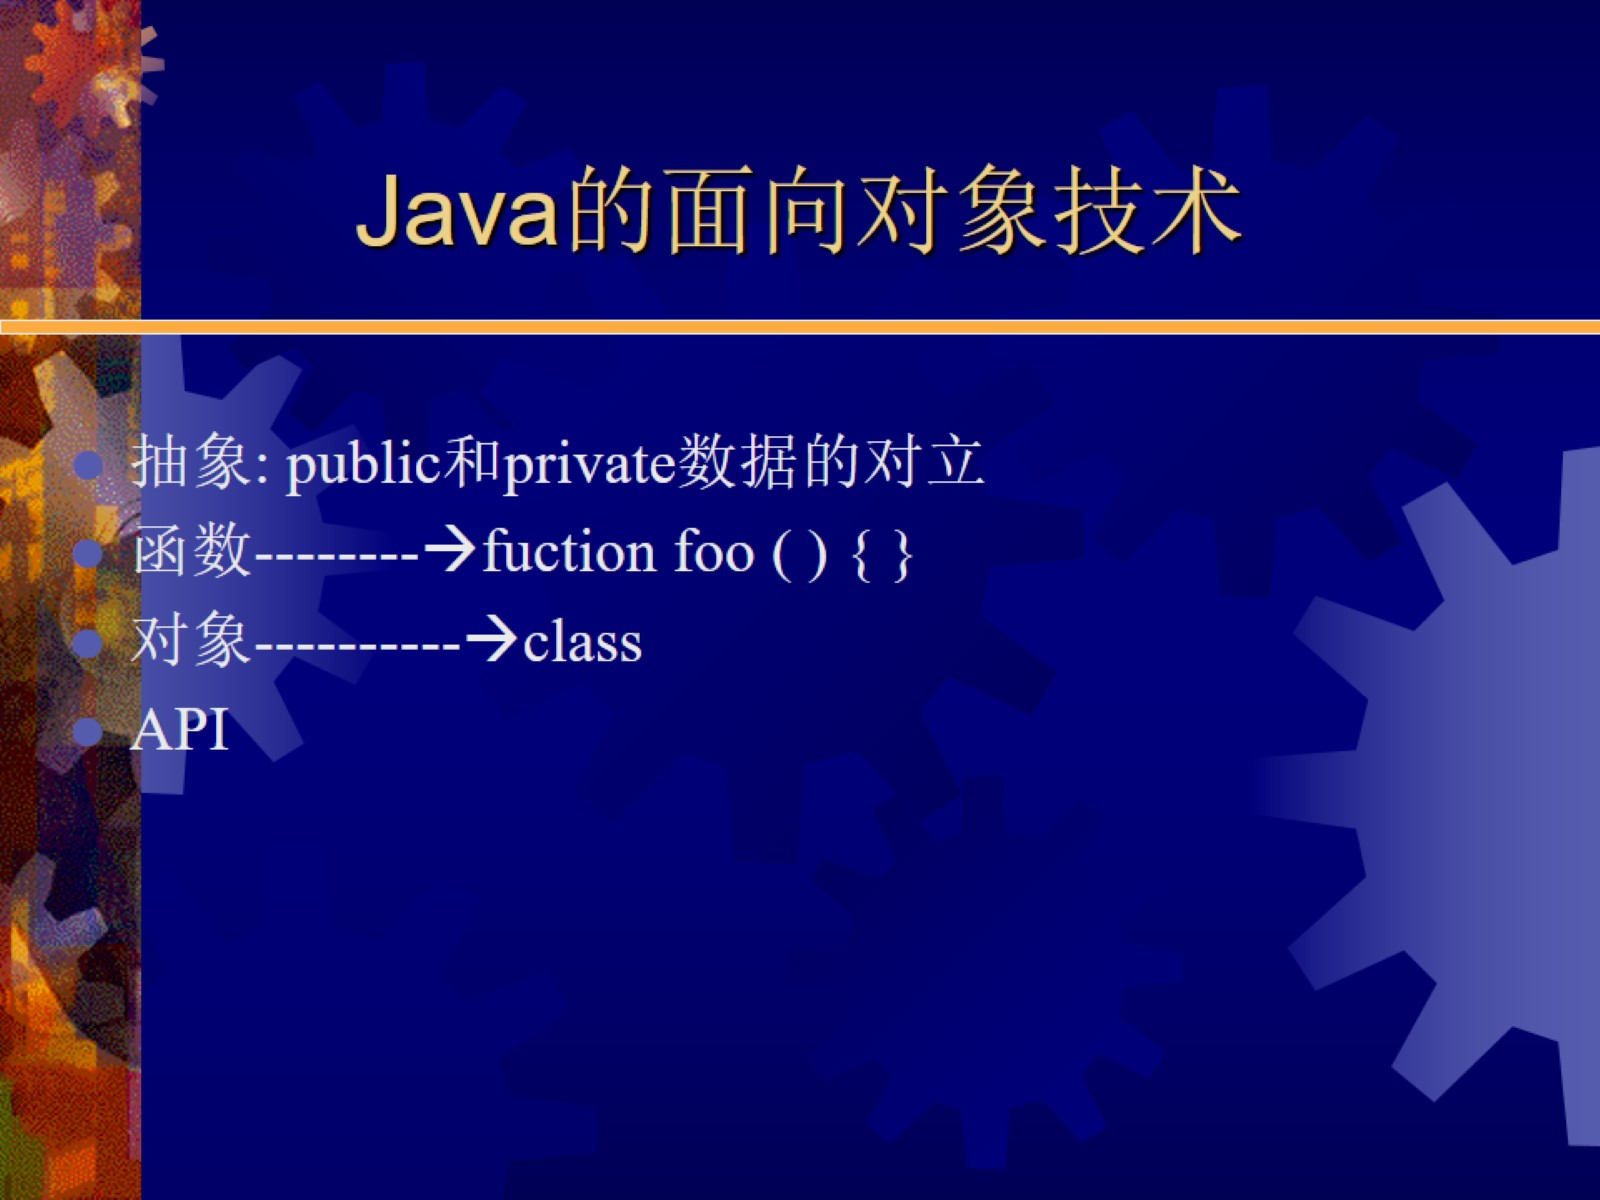 Java的面向对象技术
抽象: public和private数据的对立
函数--------→fuction foo ( ) { }
对象----------→class
API